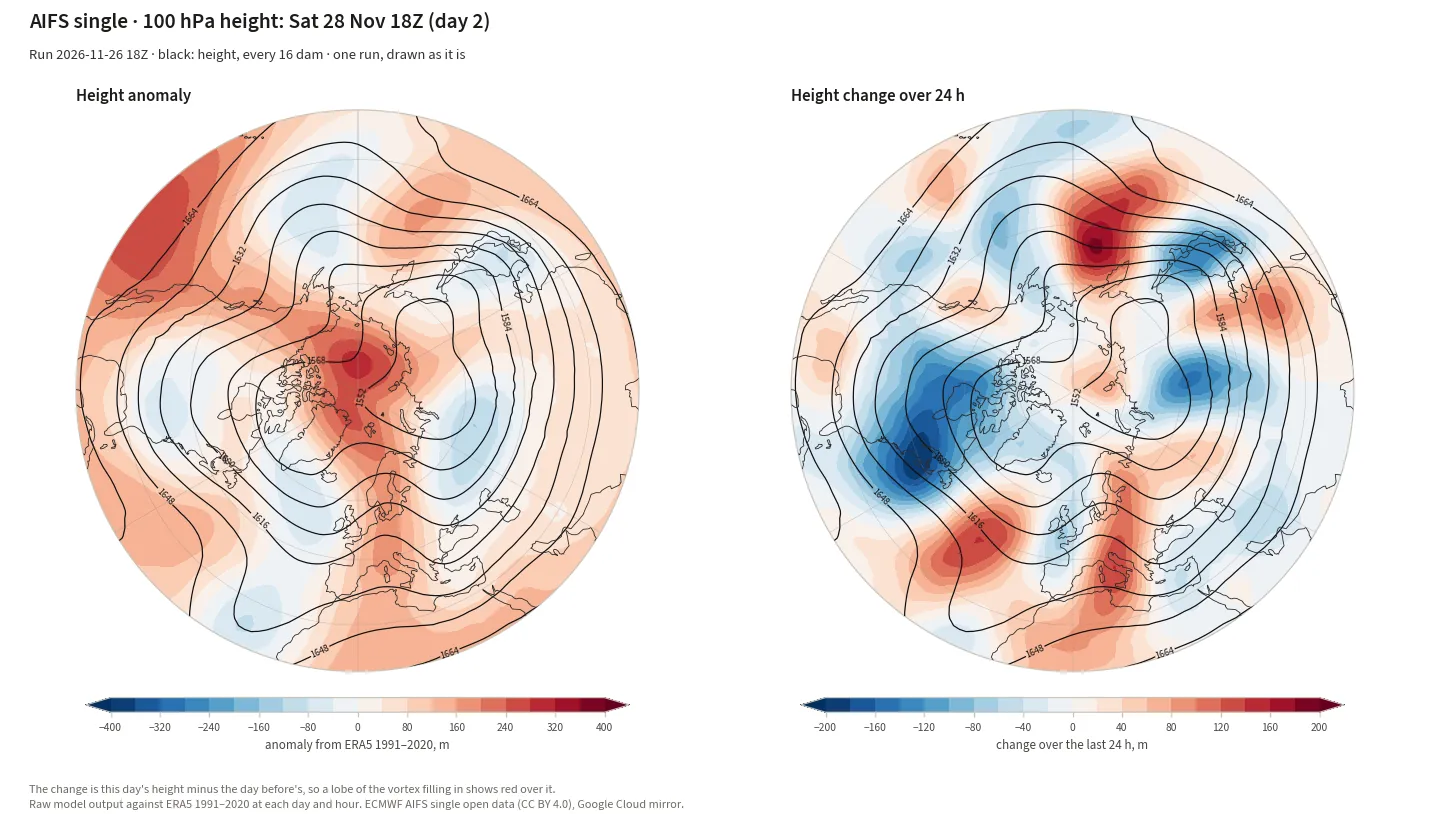 AIFS single · 100 hPa height: Sat 28 Nov 18Z (day 2)
Run 2026-11-26 18Z · black: height, every 16 dam · one run, drawn as it is
Height anomaly
Height change over 24 h
1664
1664
1632
1584
1568
1552
1600
1648
1616
1648
1664
1664
1664
1632
1584
1568
1552
1600
1648
1616
1648
1664
−400 −320 −240 −160 −80 0 80 160 240 320 400
anomaly from ERA5 1991–2020, m
−200 −160 −120 −80 −40 0 40 80 120 160 200
change over the last 24 h, m
The change is this day's height minus the day before's, so a lobe of the vortex filling in shows red over it.
Raw model output against ERA5 1991–2020 at each day and hour. ECMWF AIFS single open data (CC BY 4.0), Google Cloud mirror.